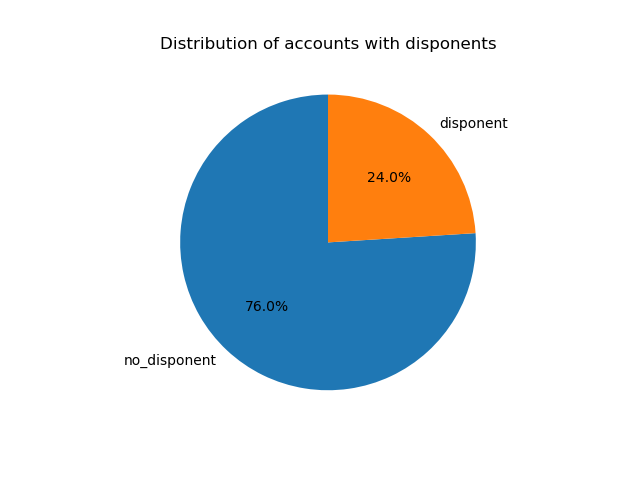 Distribution of accounts with disponents
disponent
24.0%
76.0%
no_disponent